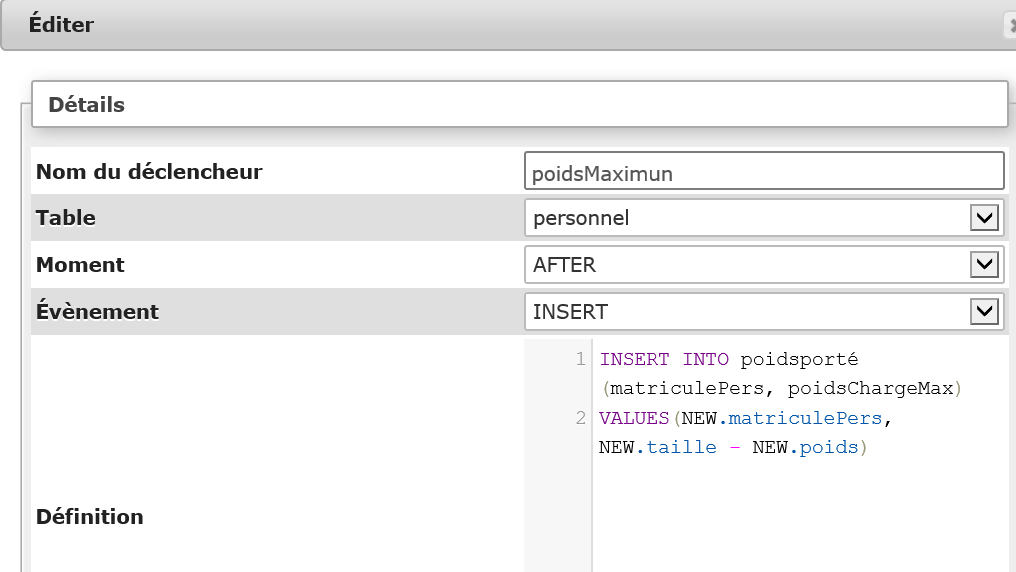 Éditer
Détails
Nom du déclencheur
poidsMaximun
Table
personnel
Moment
AFTER
Évènement
INSERT
1 INSERT INTO poidsporté
(matriculePers, poidsChargeMax)
2 VALUES(NEW.matriculePers,
NEW.taille - NEW.poids)
Définition